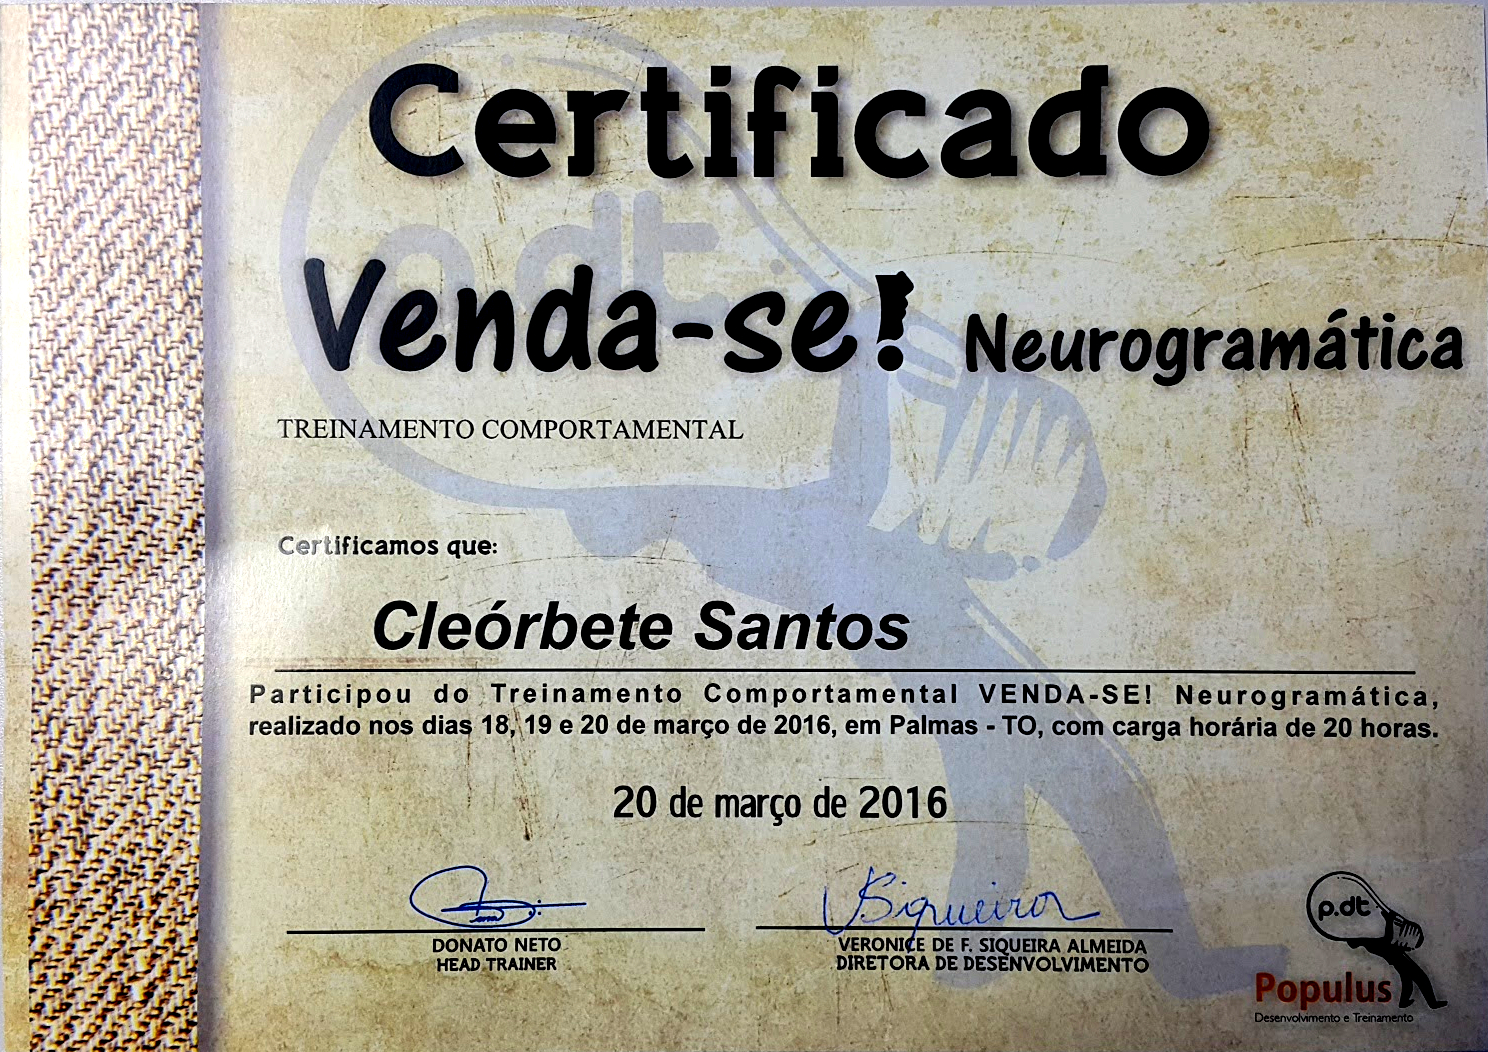 Certificado
Venda-se! Neurogramática
TREINAMENTO COMPORTAMENTAL
Certificamos que:
Cleórbete Santos
Participou do Treinamento Comportamental VENDA-SE! Neurogramática,
realizado nos dias 18, 19 e 20 de março de 2016, em Palmas - TO, com carga horária de 20 horas.
20 de março de 2016
Siqueira
DONATO NETO
HEAD TRAINER
VERONICE DE F. SIQUEIRA ALMEIDA
DIRETORA DE DESENVOLVIMENTO
p.dt
Populus
Desenvolvimento e Treinamento
p.dt